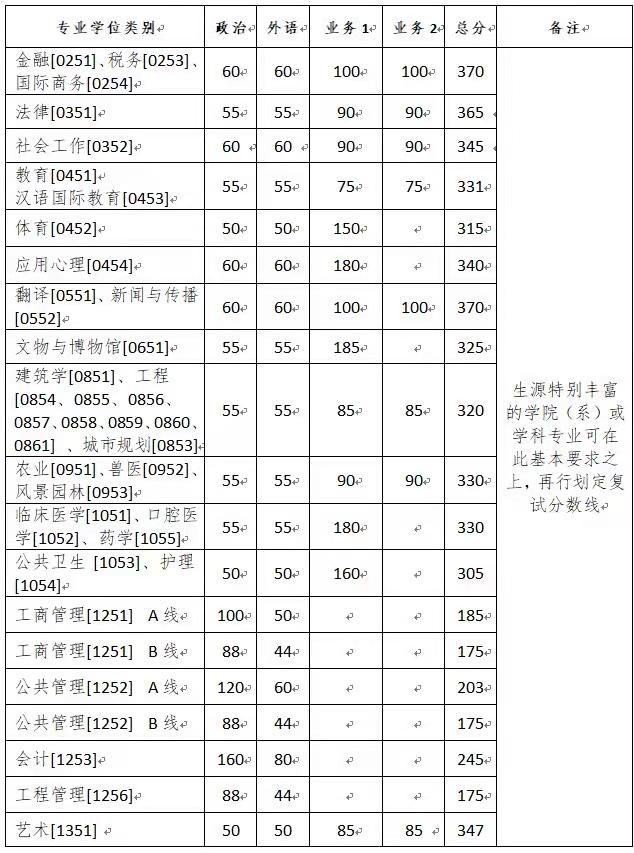 专业学位类别 政治 外语 业务1 业务2 总分 备注
金融[0251]、税务[0253]、
国际商务[0254] 60 60 100 100 370
法律[0351] 55 55 90 90 365
社会工作[0352] 60 60 90 90 345
教育[0451]
汉语国际教育[0453] 55 55 75 75 331
体育[0452] 50 50 150 315
应用心理[0454] 60 60 180 340
翻译[0551]、新闻与传播
[0552] 60 60 100 100 370
文物与博物馆[0651] 55 55 185 325
建筑学[0851]、工程
[0854、0855、0856、
0857、0858、0859、0860、
0861] 、城市规划[0853] 55 55 85 85 320
农业[0951]、兽医[0952]、
风景园林[0953] 55 55 90 90 330
临床医学[1051]、口腔医
学[1052]、药学[1055] 55 55 180 330
公共卫生 [1053]、护理
[1054] 50 50 160 305
工商管理[1251] A线 100 50 185
工商管理[1251] B线 88 44 175
公共管理[1252] A线 120 60 203
公共管理[1252] B线 88 44 175
会计[1253] 160 80 245
工程管理[1256] 88 44 175
艺术[1351] 50 50 85 85 347
生源特别丰富
的学院（系）或
学科专业可在
此基本要求之
上，再行划定复
试分数线